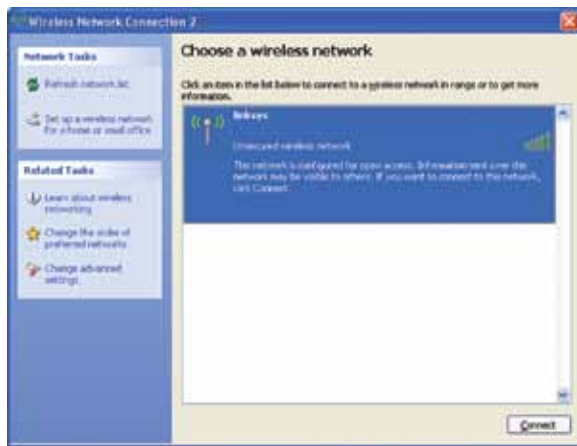 Wireless Network Connection 2
Network Tasks
Refresh network list
Set up a wireless network
for a home or small office
Related Tasks
Learn about wireless
networking
Change the order of
preferred networks
Change advanced
settings
Choose a wireless network
Click an item in the list below to connect to a wireless network in range or to get more
information.
linksys
Unsecured wireless network
This network is configured for open access. Information sent over this
network may be visible to others. If you want to connect to this network,
click Connect.
Connect